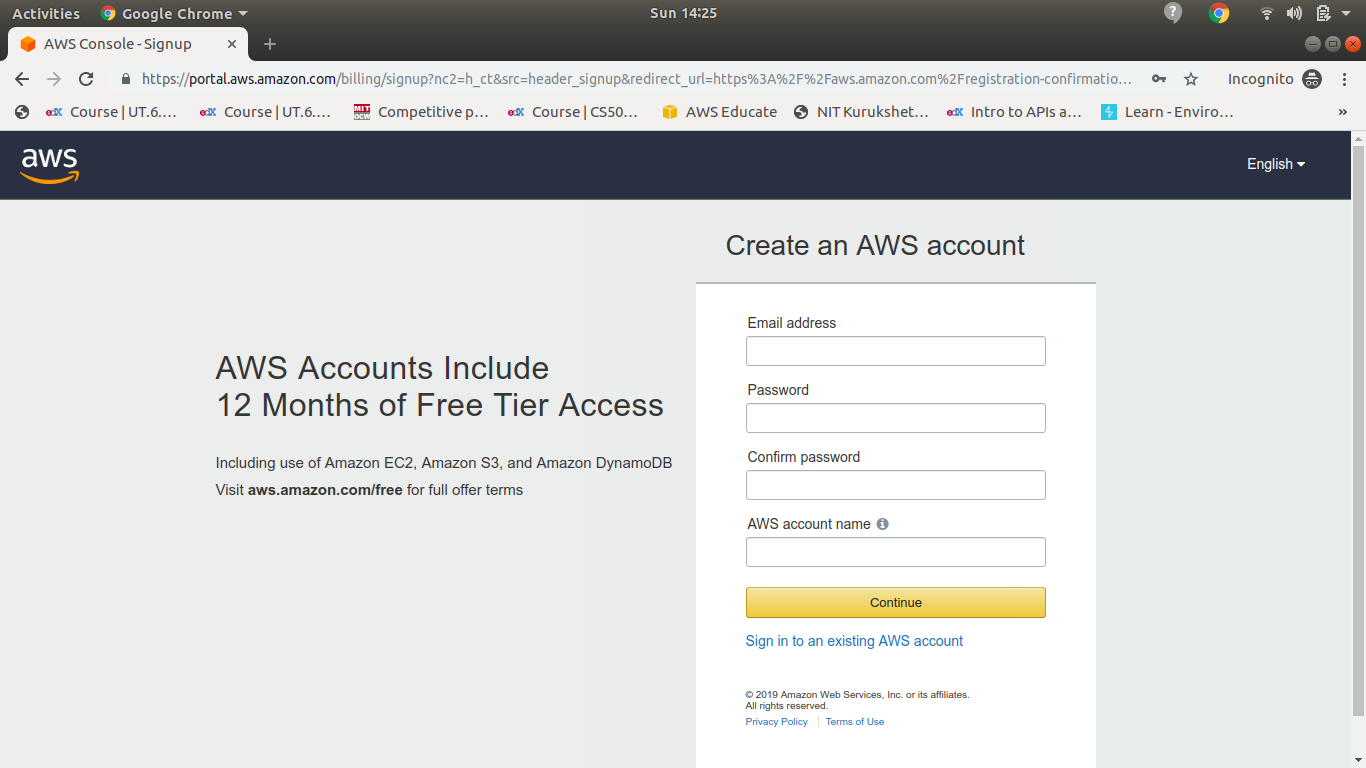 Activities Google Chrome Sun 14:25
AWS Console - Signup
https://portal.aws.amazon.com/billing/signup?nc2=h_ct&src=header_signup&redirect_url=https%3A%2F%2Faws.amazon.com%2Fregistration-confirmatio... Incognito
edX Course | UT.6.... edX Course | UT.6.... MIT OCW Competitive p... edX Course | CS50... AWS Educate NIT Kurukshet... edX Intro to APIs a... Learn - Enviro... »
aws English
Create an AWS account
AWS Accounts Include
12 Months of Free Tier Access
Including use of Amazon EC2, Amazon S3, and Amazon DynamoDB
Visit aws.amazon.com/free for full offer terms
Email address
Password
Confirm password
AWS account name
Continue
Sign in to an existing AWS account
© 2019 Amazon Web Services, Inc. or its affiliates.
All rights reserved.
Privacy Policy | Terms of Use